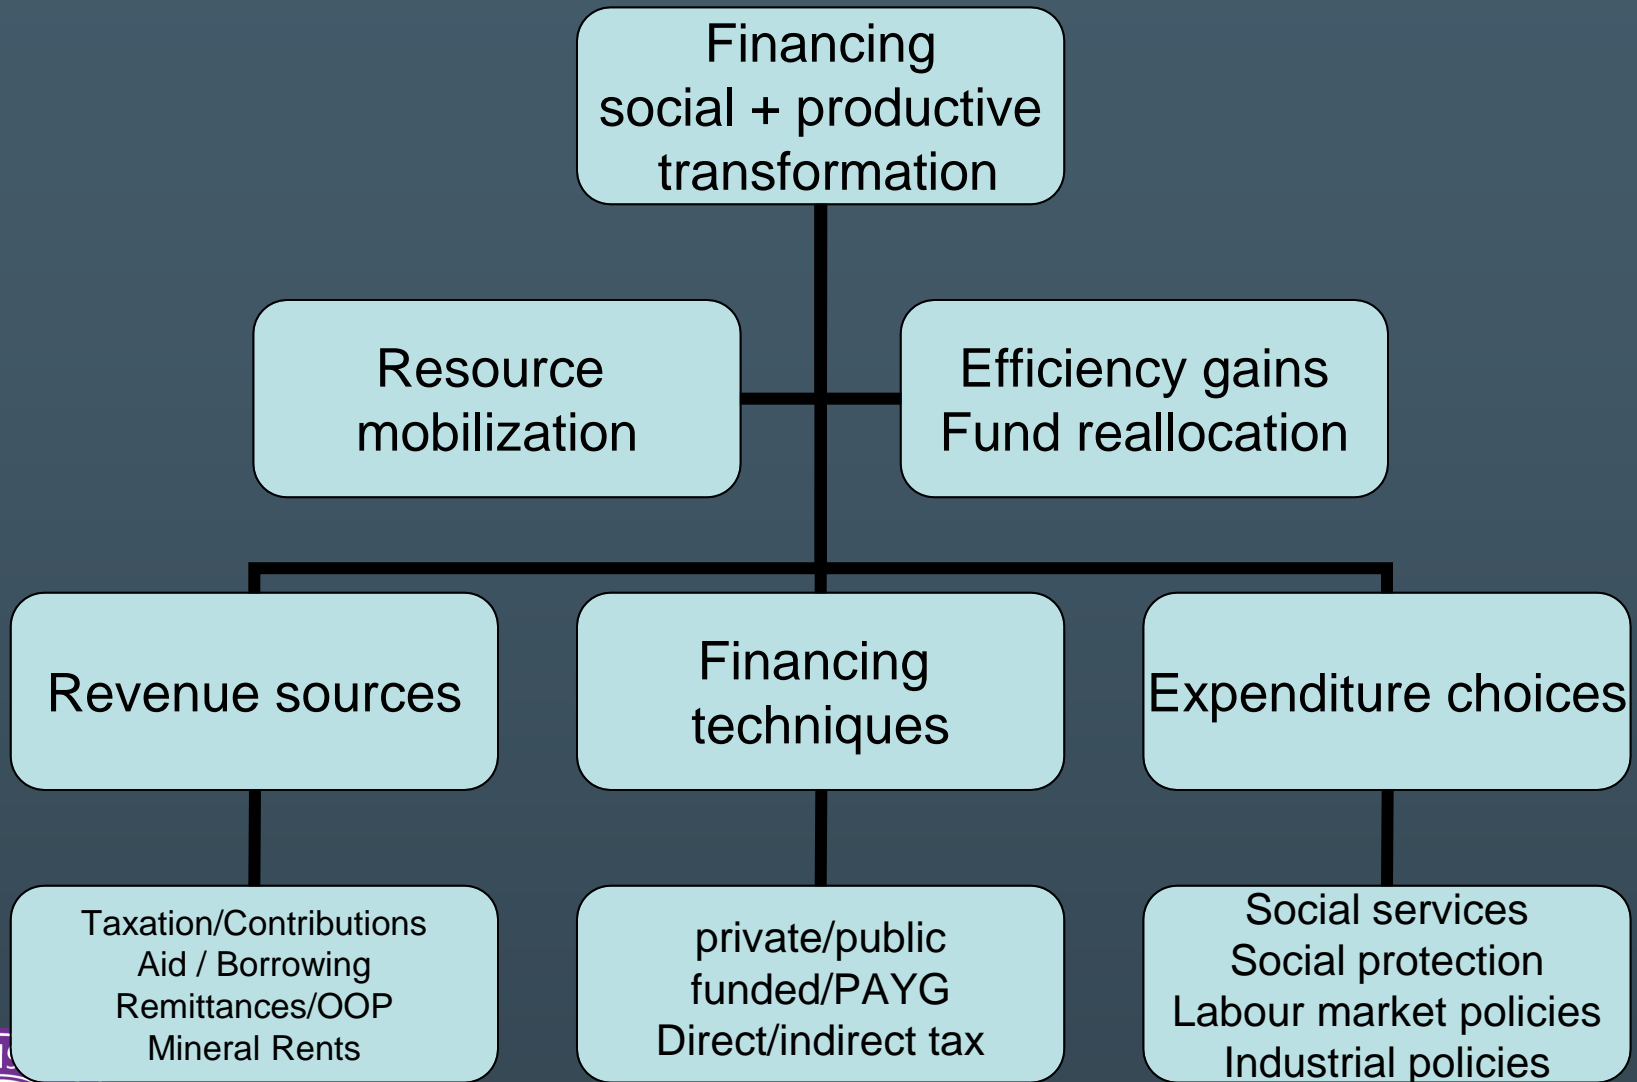 Financing
social + productive
transformation
Resource
mobilization
Efficiency gains
Fund reallocation
Revenue sources
Financing
techniques
Expenditure choices
Taxation/Contributions
Aid / Borrowing
Remittances/OOP
Mineral Rents
private/public
funded/PAYG
Direct/indirect tax
Social services
Social protection
Labour market policies
Industrial policies